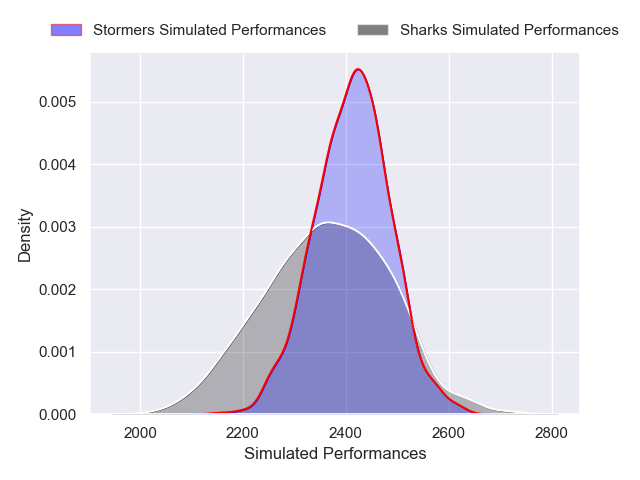 Stormers Simulated Performances Sharks Simulated Performances
0.005
0.004
0.003
0.002
0.001
0.000
Density
2000 2200 2400 2600 2800
Simulated Performances